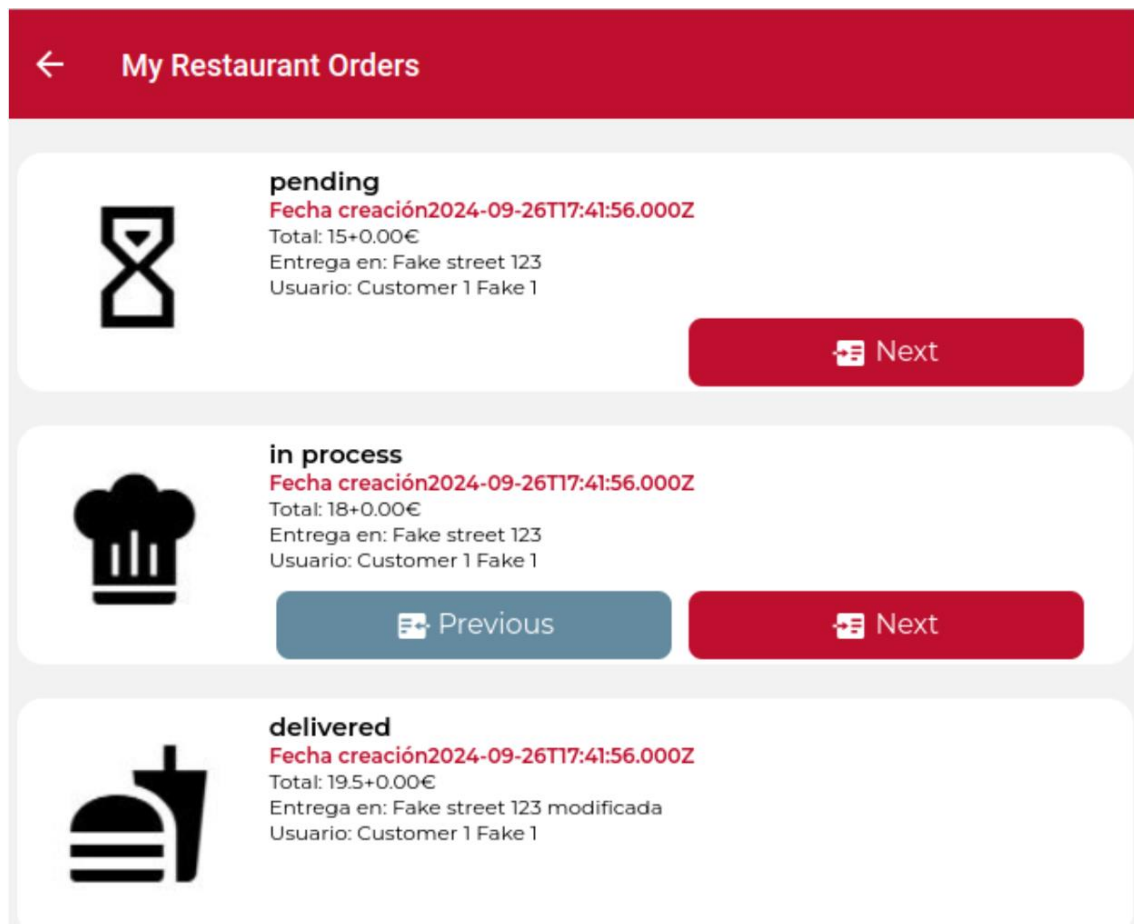 My Restaurant Orders
pending
Fecha creación2024-09-26T17:41:56.000Z
Total: 15+0.00€
Entrega en: Fake street 123
Usuario: Customer 1 Fake 1
Next
in process
Fecha creación2024-09-26T17:41:56.000Z
Total: 18+0.00€
Entrega en: Fake street 123
Usuario: Customer 1 Fake 1
Previous
Next
delivered
Fecha creación2024-09-26T17:41:56.000Z
Total: 19.5+0.00€
Entrega en: Fake street 123 modificada
Usuario: Customer 1 Fake 1